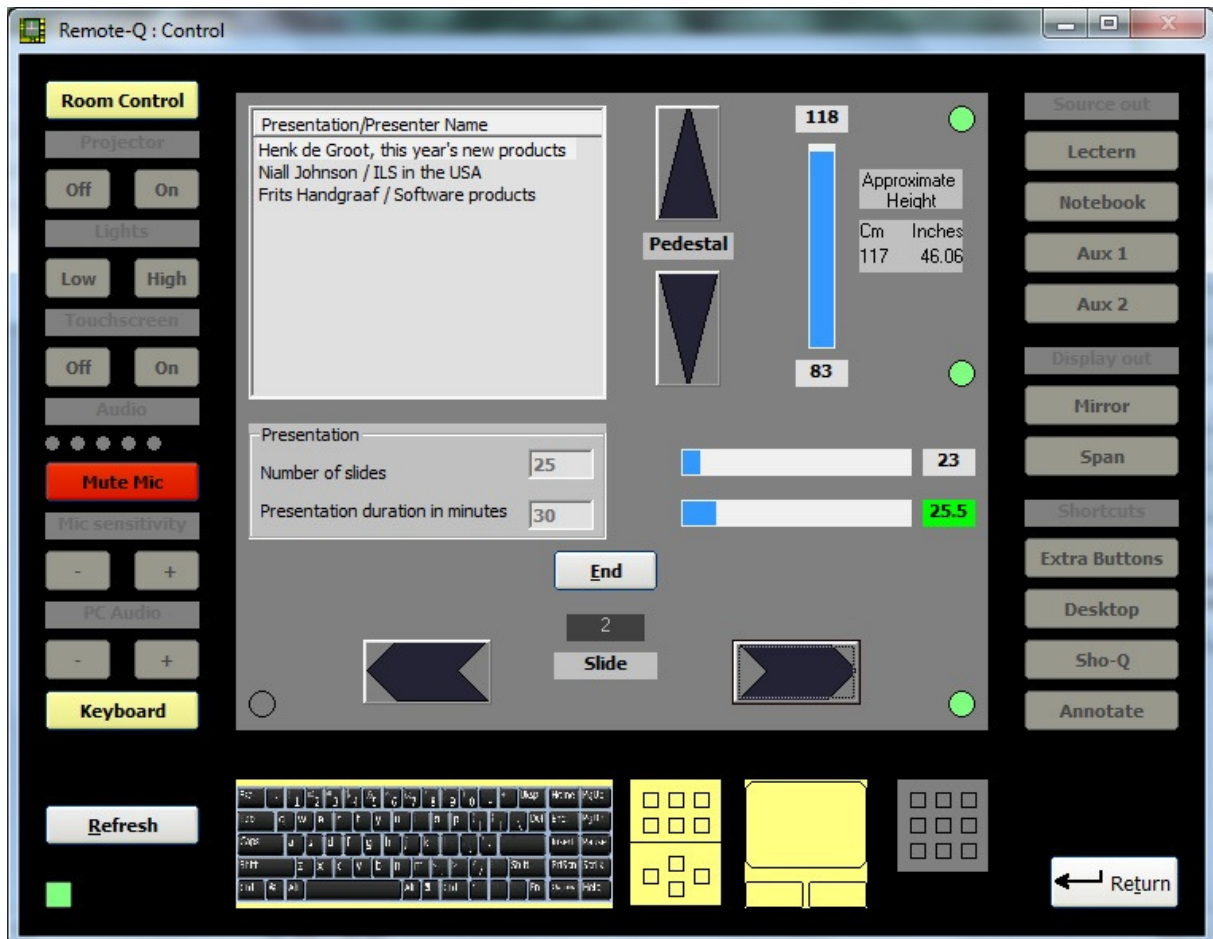 Remote-Q : Control
Room Control
Projector
Off On
Lights
Low High
Touchscreen
Off On
Audio
Mute Mic
Mic sensitivity
- +
PC Audio
- +
Keyboard
Refresh
Presentation/Presenter Name
Henk de Groot, this year's new products
Niall Johnson / ILS in the USA
Frits Handgraaf / Software products
Pedestal
118
83
Approximate
Height
Cm Inches
117 46.06
Presentation
Number of slides 25
Presentation duration in minutes 30
23
25.5
End
2
Slide
Source out
Lectern
Notebook
Aux 1
Aux 2
Display out
Mirror
Span
Shortcuts
Extra Buttons
Desktop
Sho-Q
Annotate
Return